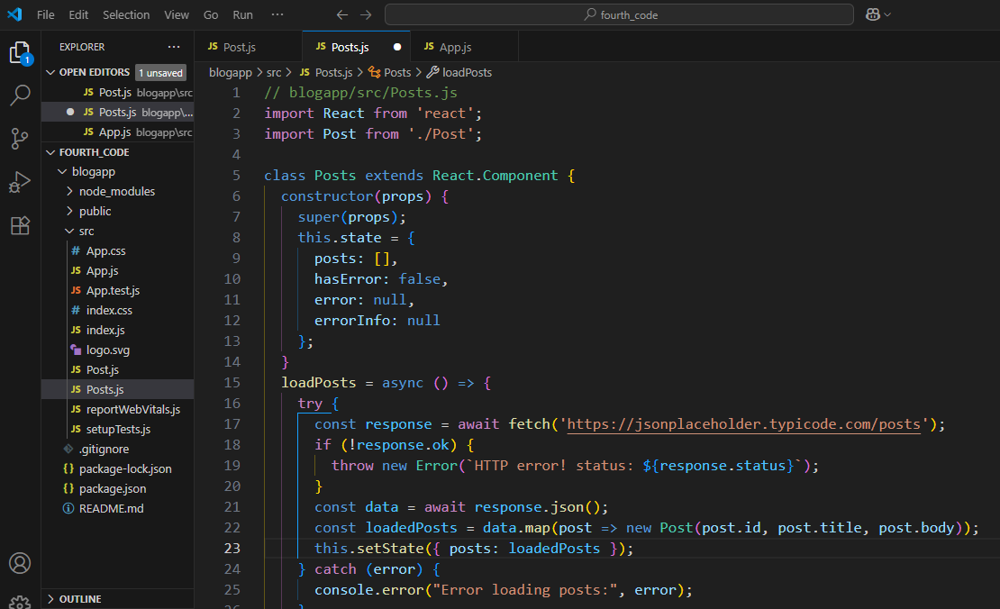 File Edit Selection View Go Run ··· fourth_code
EXPLORER ···
OPEN EDITORS 1 unsaved
JS Post.js blogapp\src
JS Posts.js blogapp\...
JS App.js blogapp\src
FOURTH_CODE
blogapp
node_modules
public
src
# App.css
JS App.js
JS App.test.js
# index.css
JS index.js
logo.svg
JS Post.js
JS Posts.js
JS reportWebVitals.js
JS setupTests.js
.gitignore
{} package-lock.json
{} package.json
README.md
OUTLINE
1
JS Post.js JS Posts.js JS App.js
blogapp > src > JS Posts.js > Posts > loadPosts
1 // blogapp/src/Posts.js
2 import React from 'react';
3 import Post from './Post';
4
5 class Posts extends React.Component {
6 constructor(props) {
7 super(props);
8 this.state = {
9 posts: [],
10 hasError: false,
11 error: null,
12 errorInfo: null
13 };
14 }
15 loadPosts = async () => {
16 try {
17 const response = await fetch('https://jsonplaceholder.typicode.com/posts');
18 if (!response.ok) {
19 throw new Error(`HTTP error! status: ${response.status}`);
20 }
21 const data = await response.json();
22 const loadedPosts = data.map(post => new Post(post.id, post.title, post.body));
23 this.setState({ posts: loadedPosts });
24 } catch (error) {
25 console.error("Error loading posts:", error);